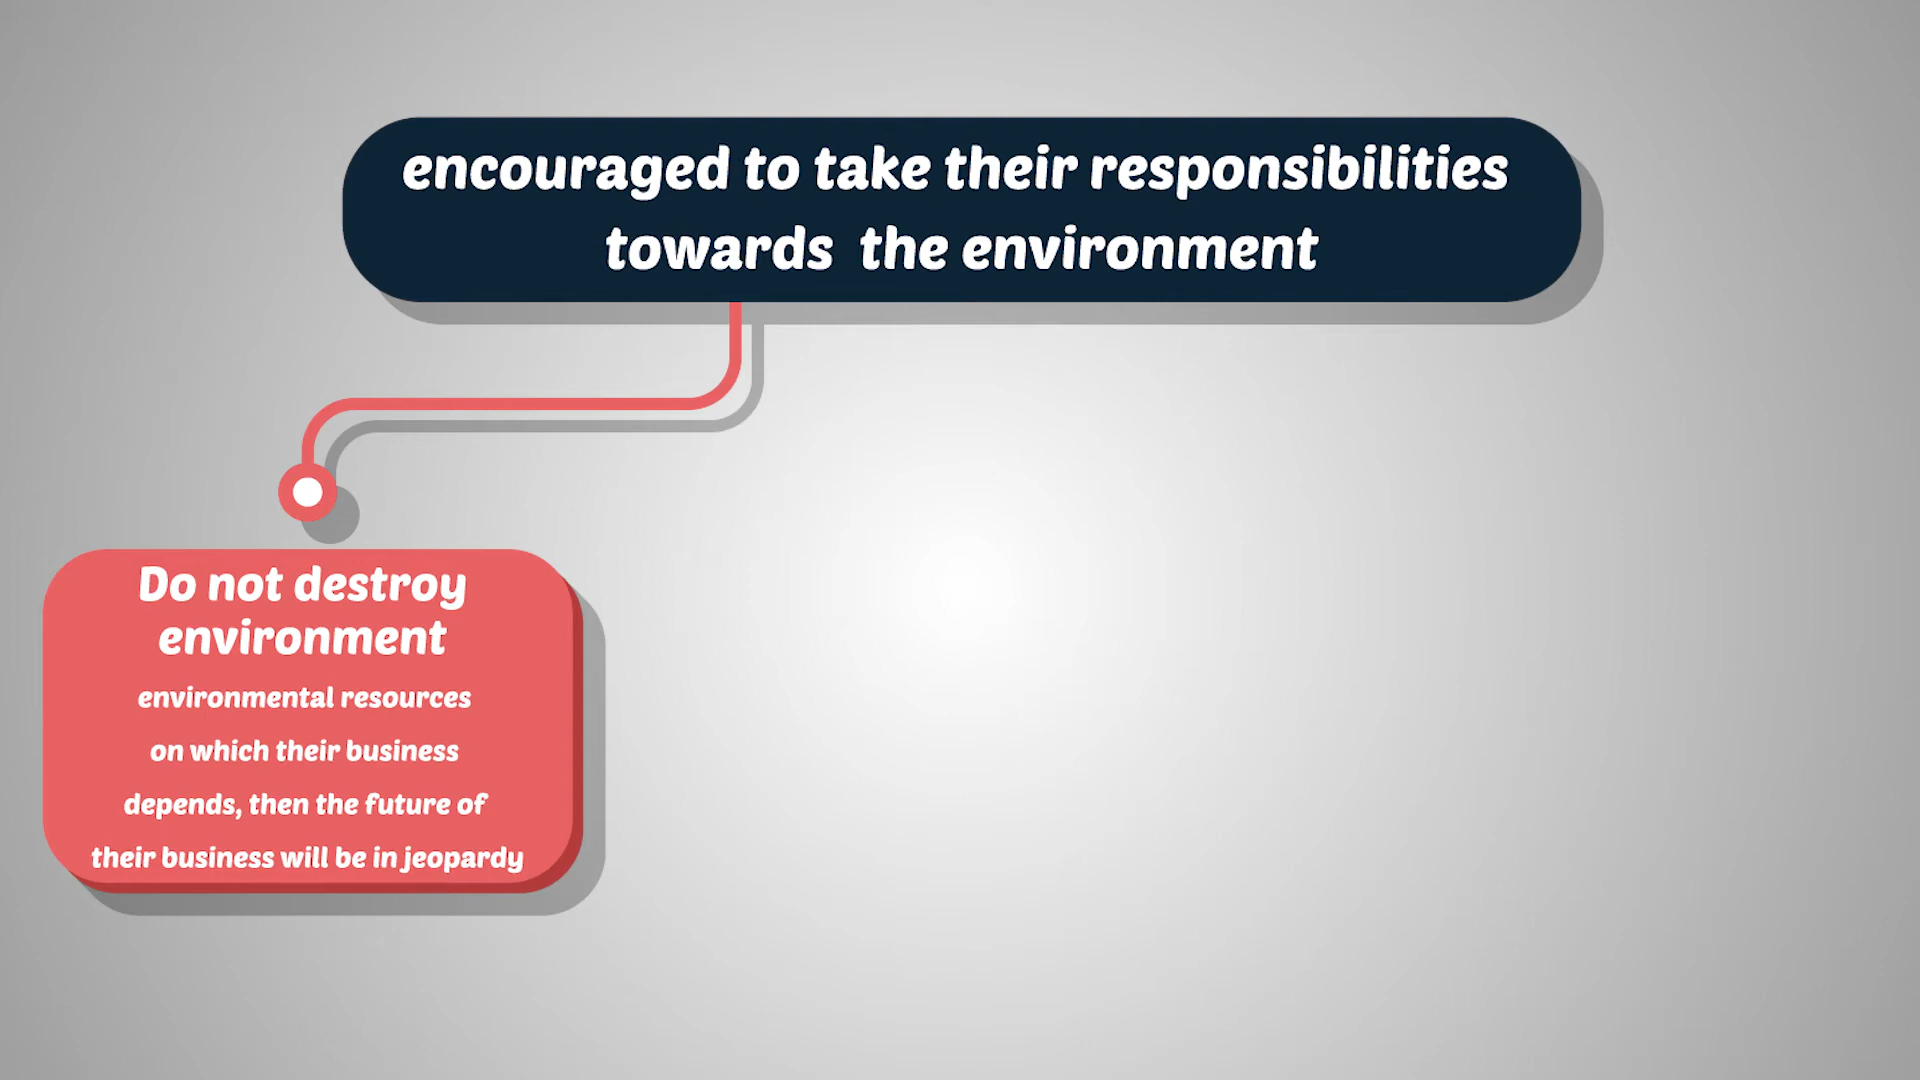 encouraged to take their responsibilities
towards  the environment
Do not destroy
environment
environmental resources
on which their business
depends, then the future of
their business will be in jeopardy